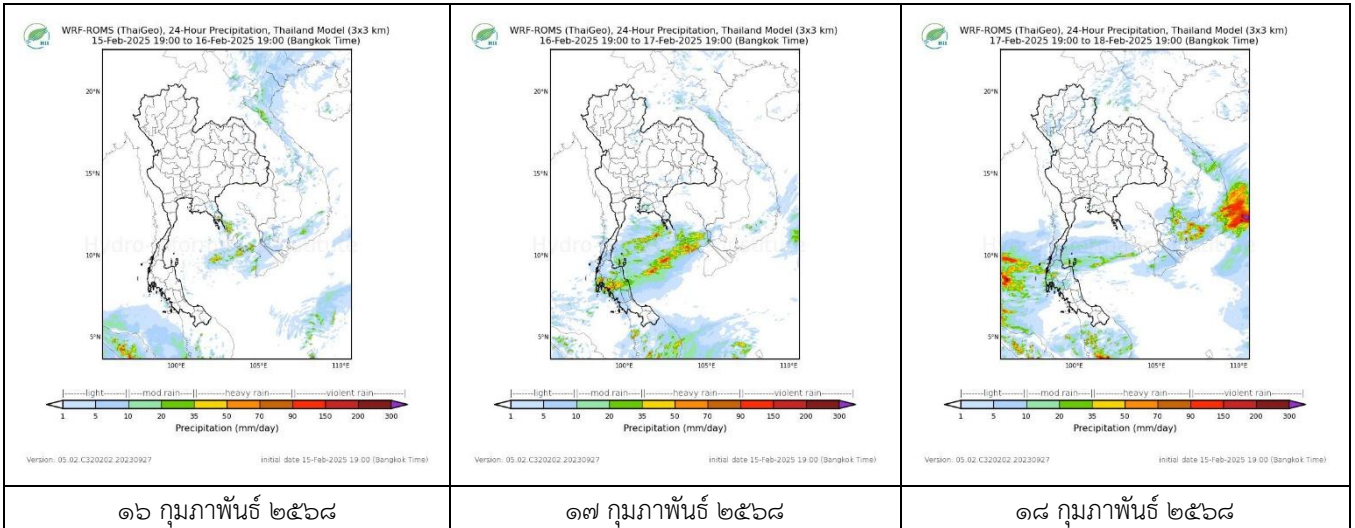 WRF-ROMS (ThaiGeo), 24-Hour Precipitation, Thailand Model (3x3 km)
15-Feb-2025 19:00 to 16-Feb-2025 19:00 (Bangkok Time)
HII
20°N
15°N
10°N
5°N
100°E 105°E 110°E
light mod rain heavy rain violent rain
1 5 10 20 35 50 70 90 150 200 300
Precipitation (mm/day)
Version: 05.02.C320202.20230927 initial date 15-Feb-2025 19:00 (Bangkok Time)
๑๖ กุมภาพันธ์ ๒๕๖๘
WRF-ROMS (ThaiGeo), 24-Hour Precipitation, Thailand Model (3x3 km)
16-Feb-2025 19:00 to 17-Feb-2025 19:00 (Bangkok Time)
HII
20°N
15°N
10°N
5°N
100°E 105°E 110°E
light mod rain heavy rain violent rain
1 5 10 20 35 50 70 90 150 200 300
Precipitation (mm/day)
Version: 05.02.C320202.20230927 initial date 15-Feb-2025 19:00 (Bangkok Time)
๑๗ กุมภาพันธ์ ๒๕๖๘
WRF-ROMS (ThaiGeo), 24-Hour Precipitation, Thailand Model (3x3 km)
17-Feb-2025 19:00 to 18-Feb-2025 19:00 (Bangkok Time)
HII
20°N
15°N
10°N
5°N
100°E 105°E 110°E
light mod rain heavy rain violent rain
1 5 10 20 35 50 70 90 150 200 300
Precipitation (mm/day)
Version: 05.02.C320202.20230927 initial date 15-Feb-2025 19:00 (Bangkok Time)
๑๘ กุมภาพันธ์ ๒๕๖๘